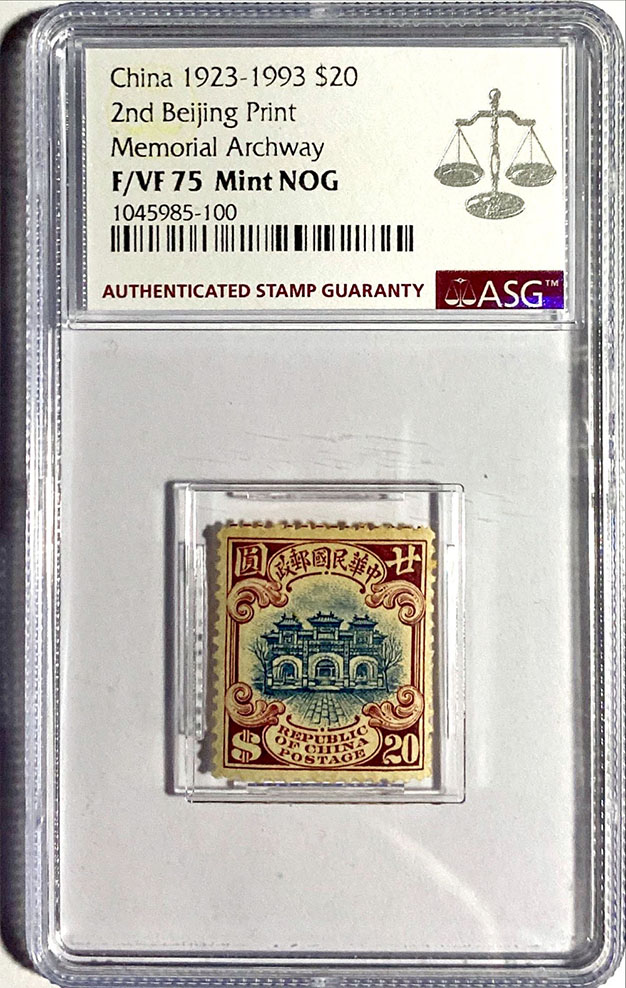 China 1923-1993 $20
2nd Beijing Print
Memorial Archway
F/VF 75 Mint NOG
1045985-100
AUTHENTICATED STAMP GUARANTY ASG™
圓 政郵國民華中 廿
REPUBLIC
OF CHINA
POSTAGE
$ 20